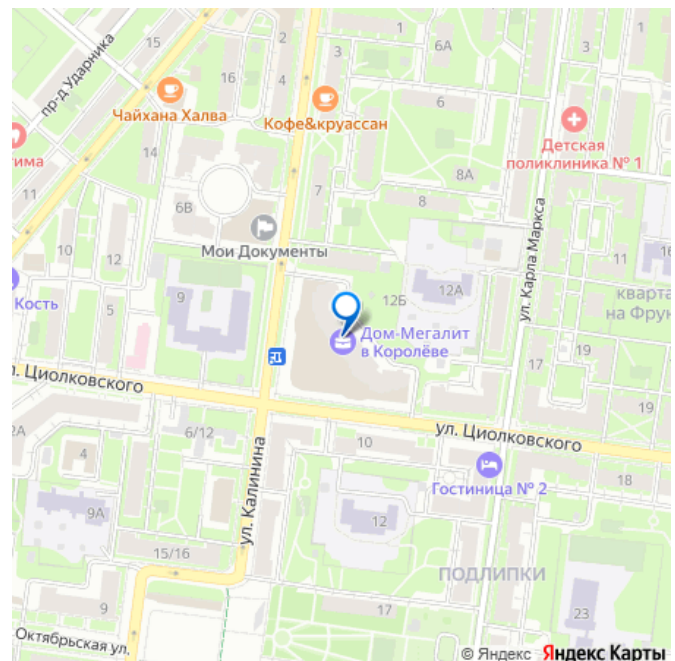 15
2
1
3
6А
3
5
пр-д Ударника
16
4
Чайхана Халва
Кофе&круассан
6
Детская
поликлиника № 1
тима
14
8А
11
7
8
6В
Мои Документы
ул. Карла Маркса
10
12
11
16
Кость
5
9
12Б
12А
кварта
на Фрун
Дом-Мегалит
в Королёве
17
19
л. Циолковского
19
ул. Циолковского
2А
6/12
10
4
Гостиница № 2
18
ул. Калинина
9А
12
15/16
ПОДЛИПКИ
9
17
23
Октябрьская ул.
© Яндекс Яндекс Карты